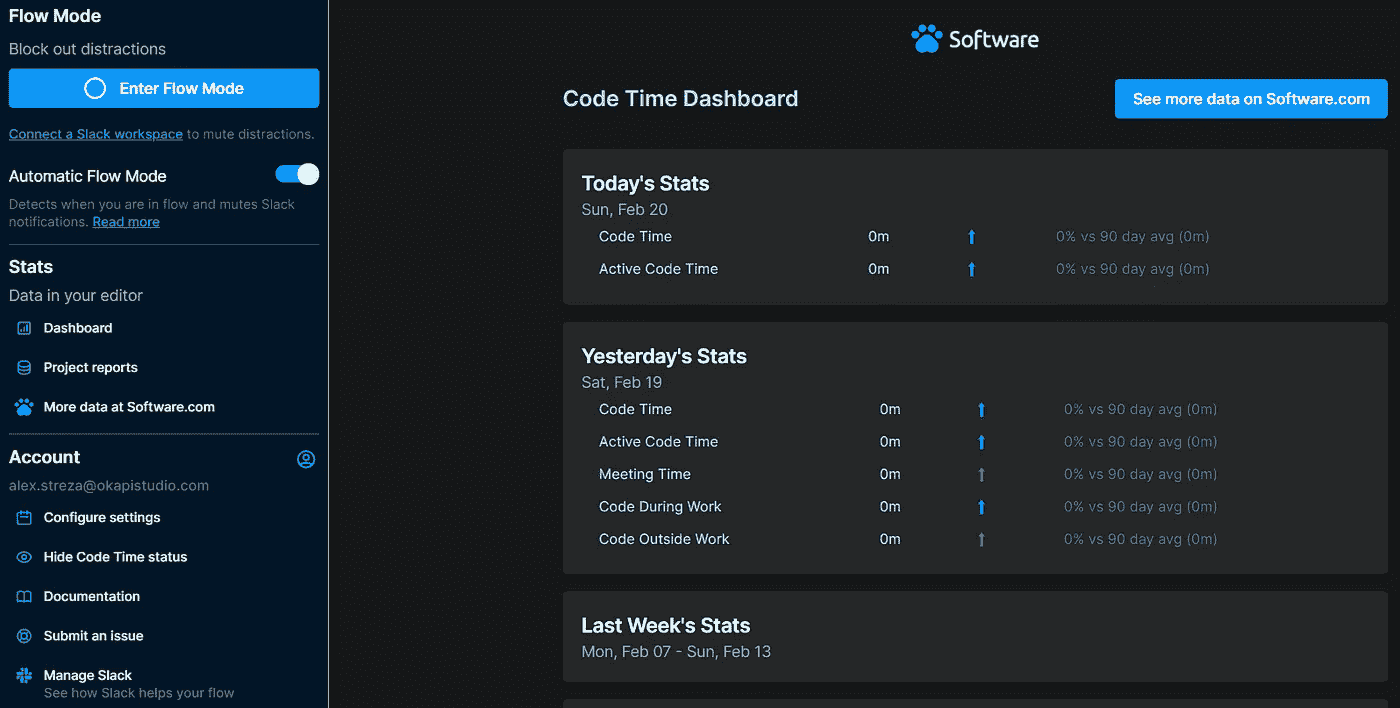 Flow Mode
Block out distractions
Enter Flow Mode
Connect a Slack workspace to mute distractions.
Automatic Flow Mode
Detects when you are in flow and mutes Slack
notifications. Read more
Stats
Data in your editor
Dashboard
Project reports
More data at Software.com
Account
alex.streza@okapistudio.com
Configure settings
Hide Code Time status
Documentation
Submit an issue
Manage Slack
See how Slack helps your flow
Software
Code Time Dashboard
See more data on Software.com
Today's Stats
Sun, Feb 20
Code Time 0m 0% vs 90 day avg (0m)
Active Code Time 0m 0% vs 90 day avg (0m)
Yesterday's Stats
Sat, Feb 19
Code Time 0m 0% vs 90 day avg (0m)
Active Code Time 0m 0% vs 90 day avg (0m)
Meeting Time 0m 0% vs 90 day avg (0m)
Code During Work 0m 0% vs 90 day avg (0m)
Code Outside Work 0m 0% vs 90 day avg (0m)
Last Week's Stats
Mon, Feb 07 - Sun, Feb 13